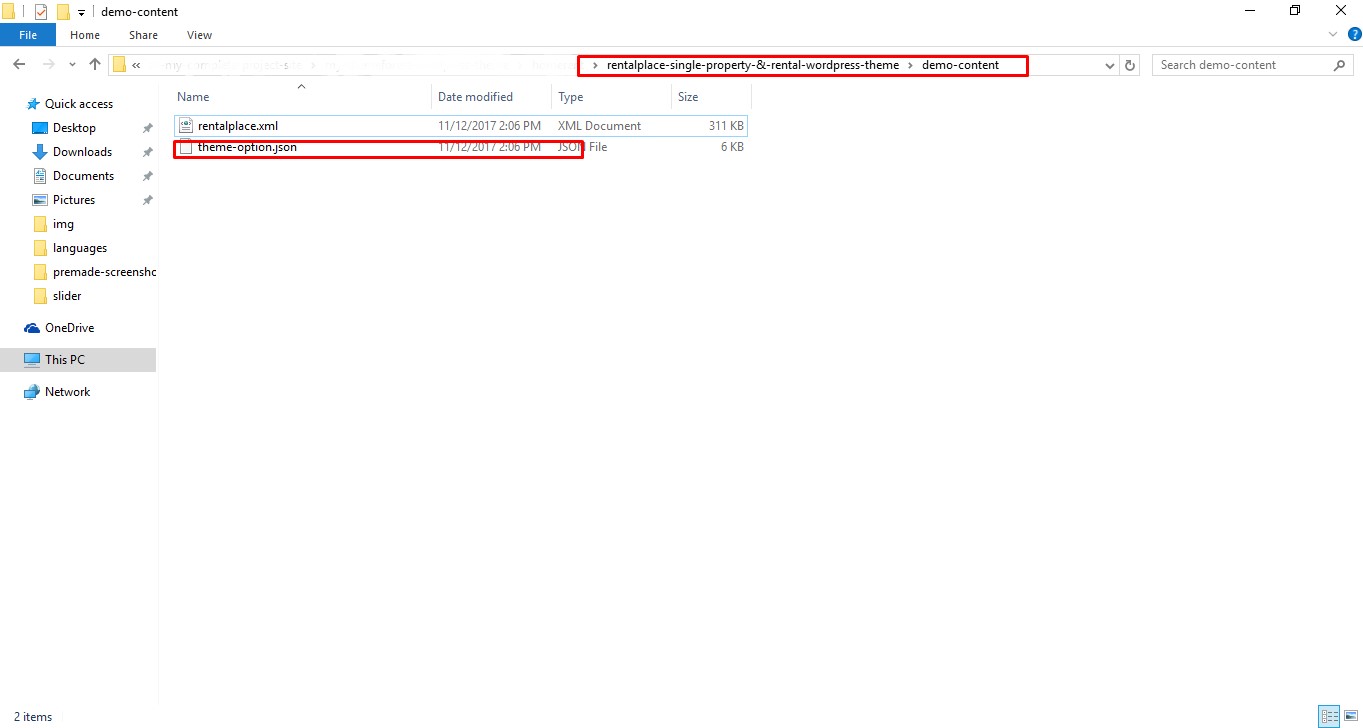 demo-content
File Home Share View
« rentalplace-single-property-&-rental-wordpress-theme > demo-content Search demo-content
Name Date modified Type Size
rentalplace.xml 11/12/2017 2:06 PM XML Document 311 KB
theme-option.json 11/12/2017 2:06 PM JSON File 6 KB
Quick access
Desktop
Downloads
Documents
Pictures
img
languages
premade-screensho
slider
OneDrive
This PC
Network
2 items